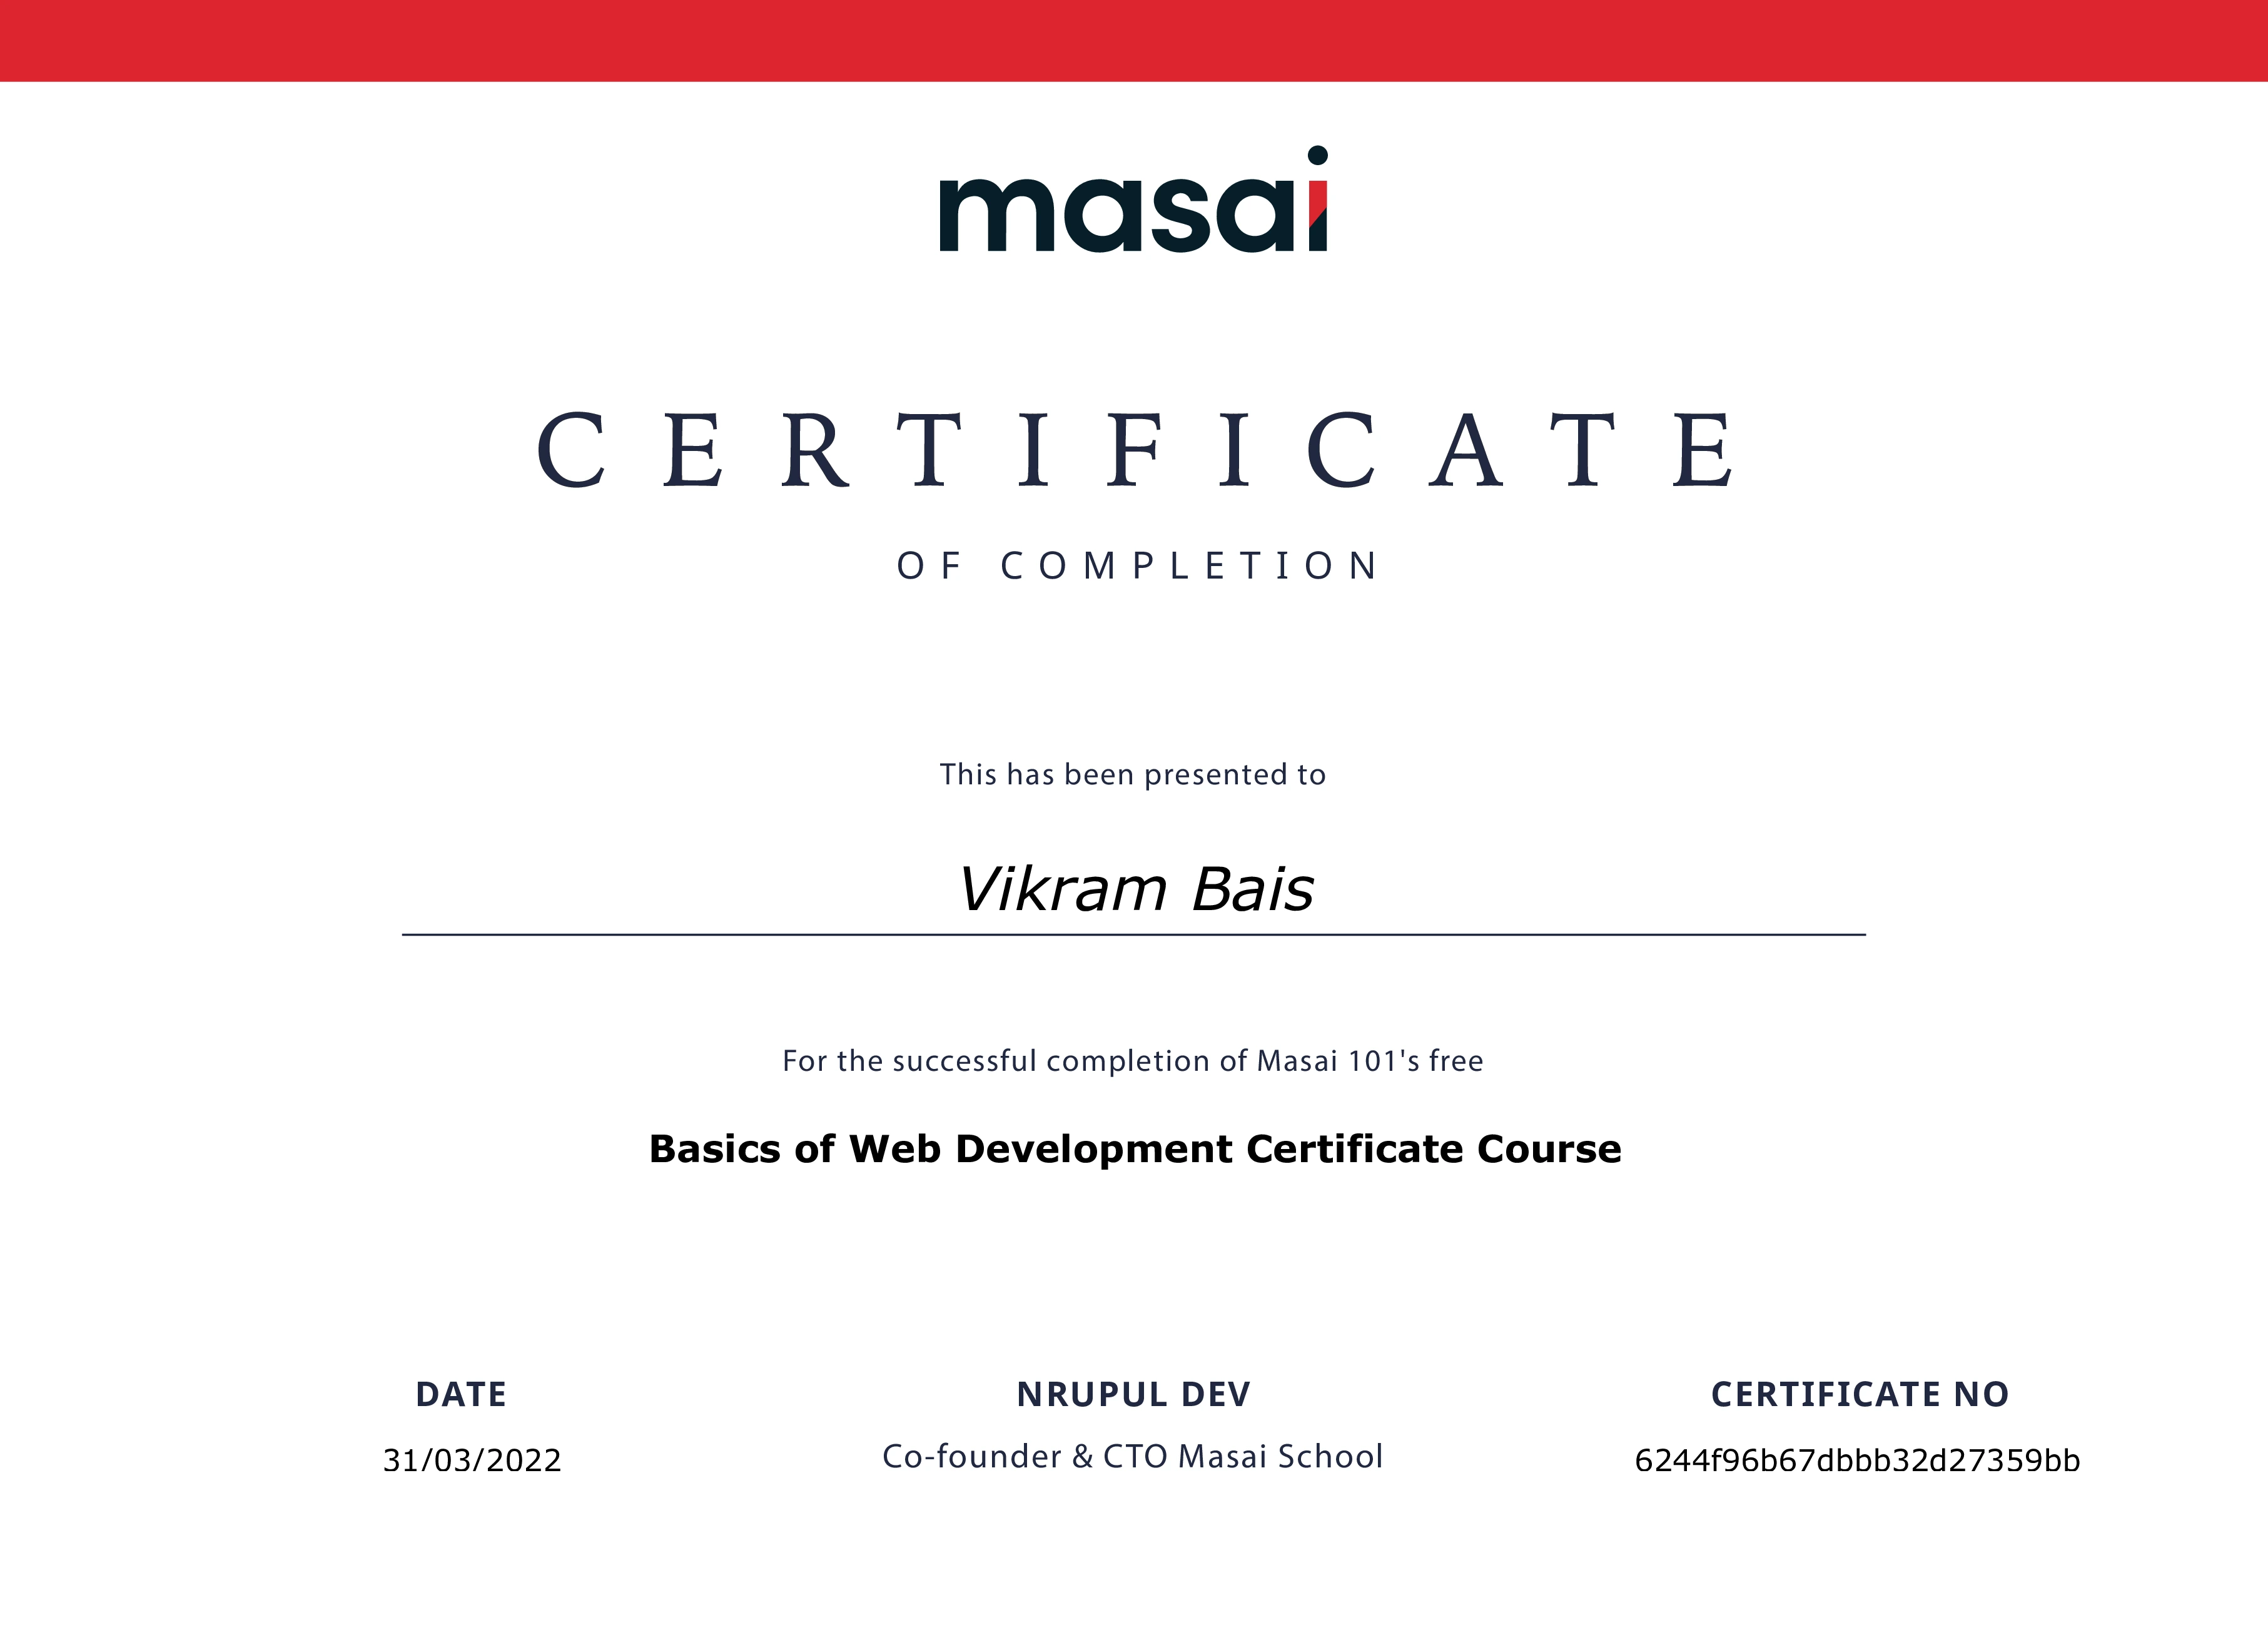 masai
CERTIFICATE
OF COMPLETION
This has been presented to
Vikram Bais
For the successful completion of Masai 101's free
Basics of Web Development Certificate Course
DATE
31/03/2022
NRUPUL DEV
Co-founder & CTO Masai School
CERTIFICATE NO
6244f96b67dbbb32d27359bb